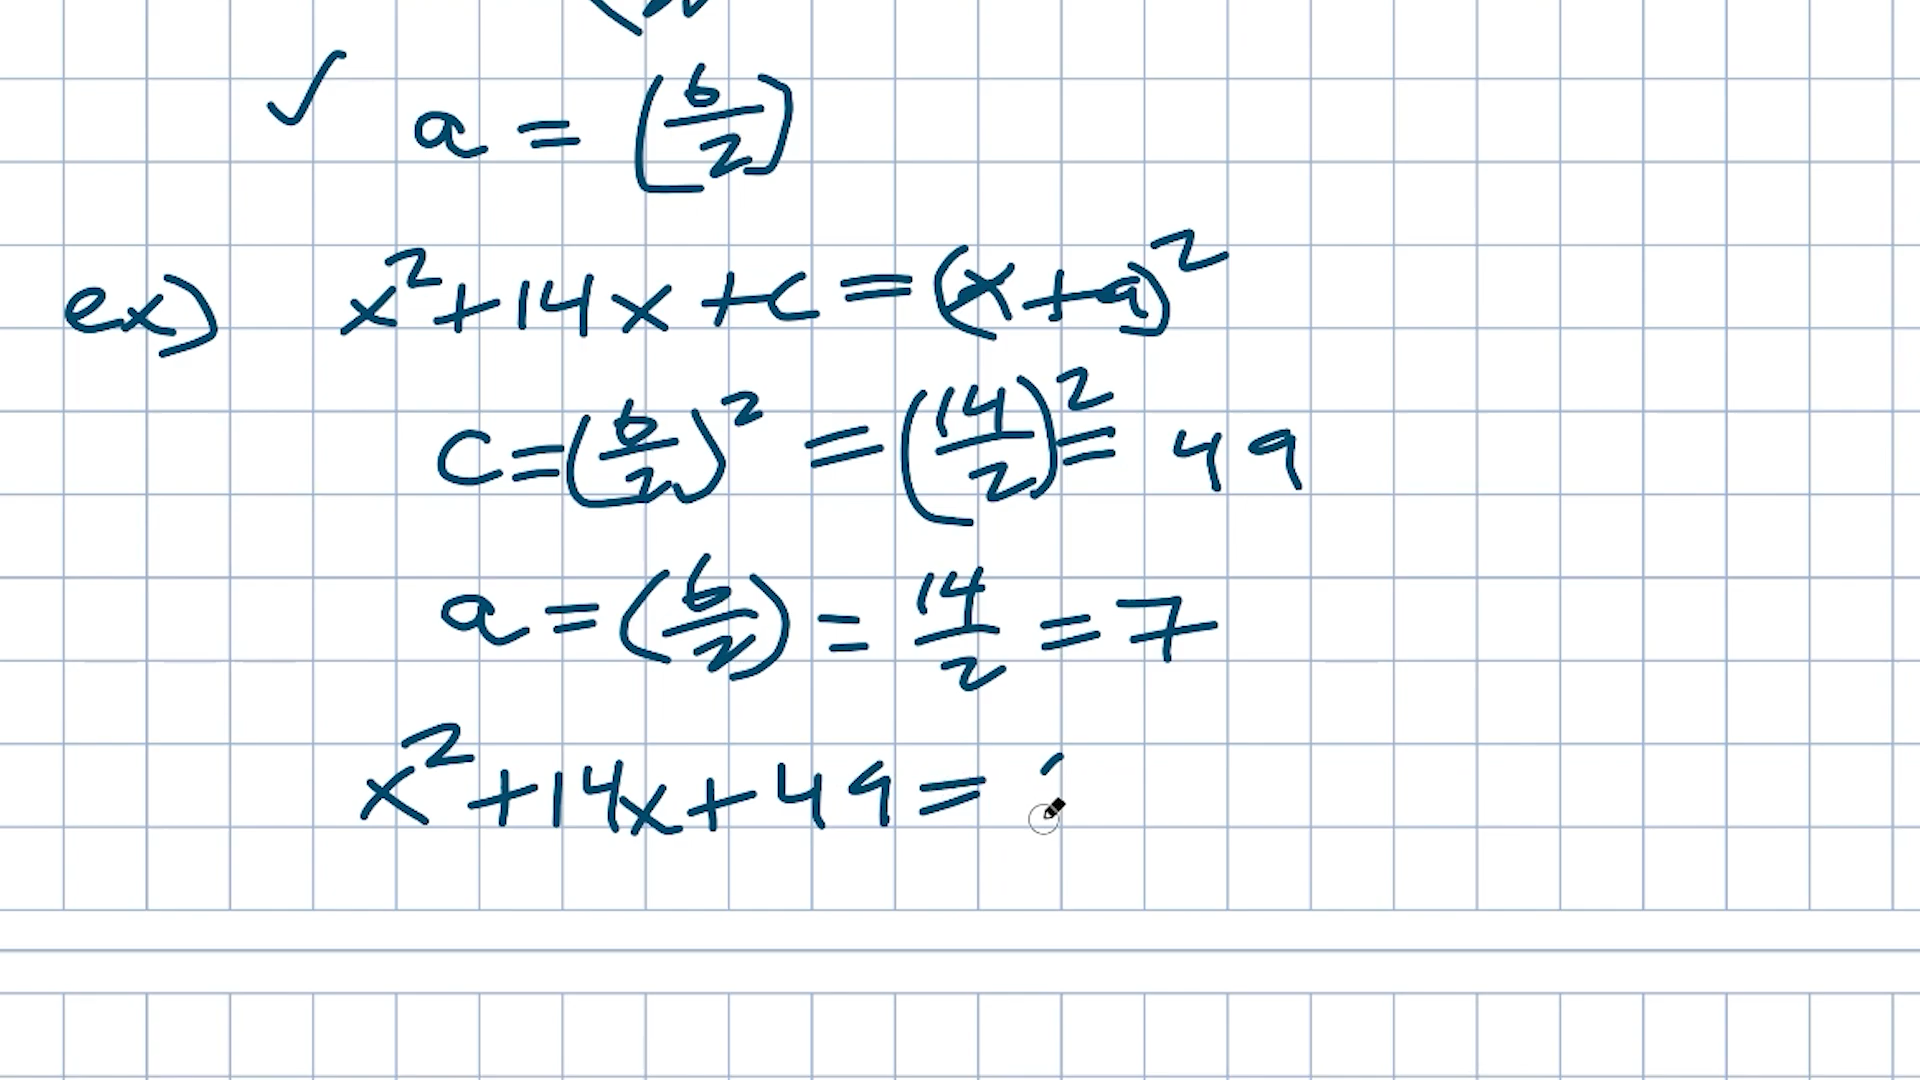 a = (b/2)
ex) x²+14x+c=(x+a)²
c=(b/2)²=(14/2)²=49
a=(b/2)=14/2=7
x²+14x+49=